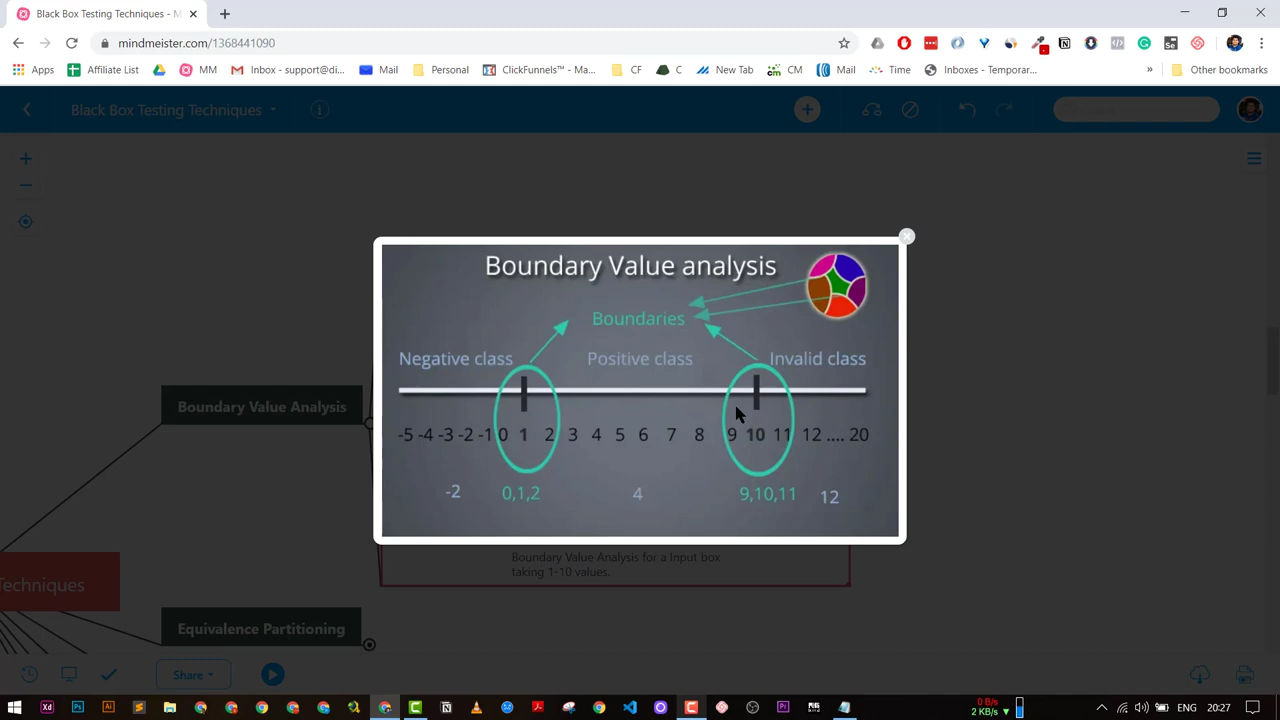 Black Box Testing Techniques - M
mindmeister.com/1368441090
Apps Affiliate List MM Inbox - support@di... Mail Personal ClickFunnels™ - Ma... CF C New Tab CM Mail Time Inboxes - Temporar... » Other bookmarks
Black Box Testing Techniques
Boundary Value analysis
Boundaries
Negative class Positive class Invalid class
-5 -4 -3 -2 -1 0 1 2 3 4 5 6 7 8 9 10 11 12 .... 20
-2 0,1,2 4 9,10,11 12
Boundary Value Analysis
Boundary Value Analysis for a Input box
taking 1-10 values.
Techniques
Equivalence Partitioning
Share
0 B/s
2 KB/s
ENG 20:27